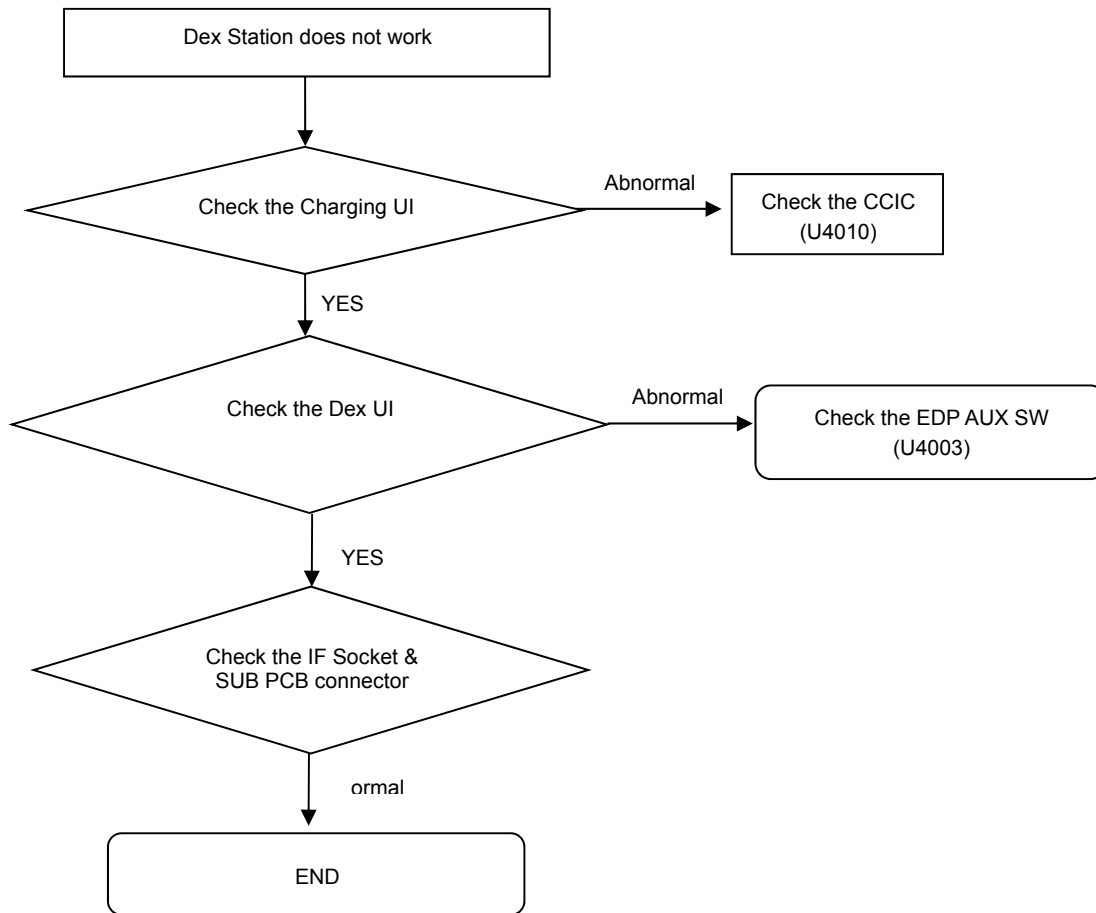 Dex Station does not work
Check the Charging UI
Abnormal
Check the CCIC
(U4010)
YES
Check the Dex UI
Abnormal
Check the EDP AUX SW
(U4003)
YES
Check the IF Socket &
SUB PCB connector
ormal
END